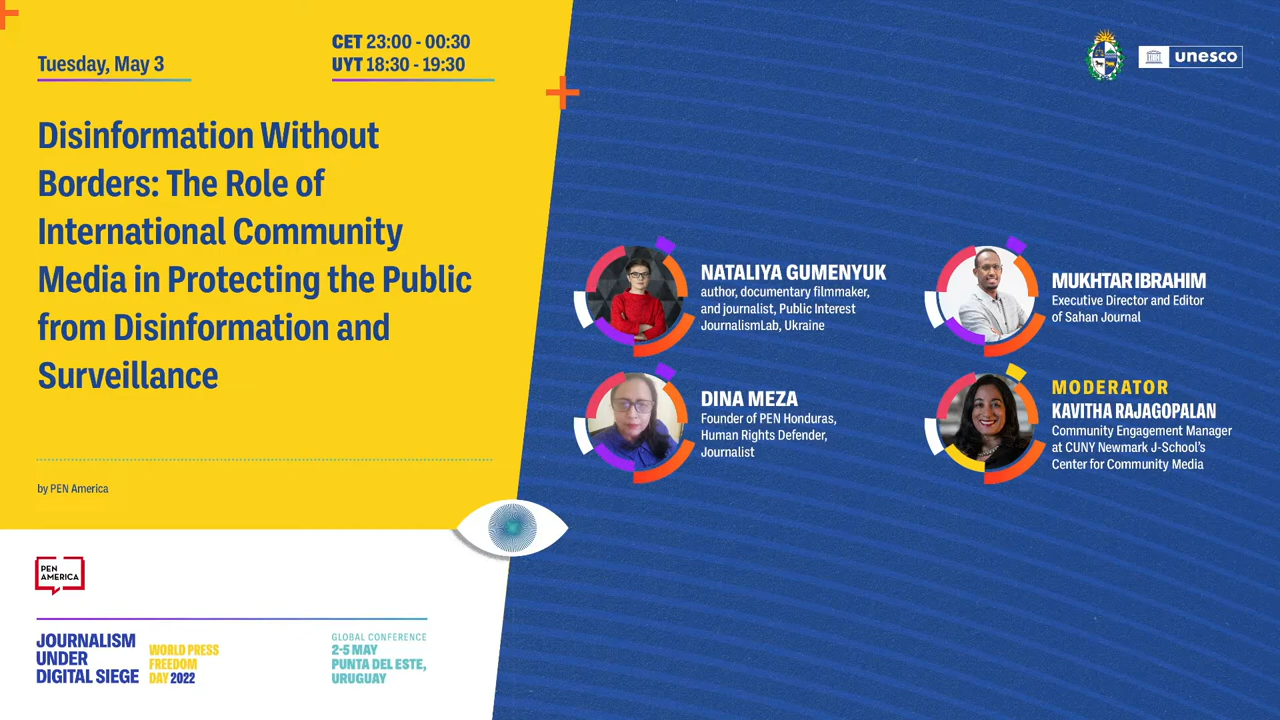 Tuesday, May 3
CET 23:00 - 00:30
UYT 18:30 - 19:30
Disinformation Without
Borders: The Role of
International Community
Media in Protecting the Public
from Disinformation and
Surveillance
by PEN America
PEN
AMERICA
JOURNALISM
UNDER
DIGITAL SIEGE
WORLD PRESS
FREEDOM
DAY 2022
GLOBAL CONFERENCE
2-5 MAY
PUNTA DEL ESTE,
URUGUAY
unesco
NATALIYA GUMENYUK
author, documentary filmmaker,
and journalist, Public Interest
JournalismLab, Ukraine
MUKHTAR IBRAHIM
Executive Director and Editor
of Sahan Journal
DINA MEZA
Founder of PEN Honduras,
Human Rights Defender,
Journalist
MODERATOR
KAVITHA RAJAGOPALAN
Community Engagement Manager
at CUNY Newmark J-School's
Center for Community Media